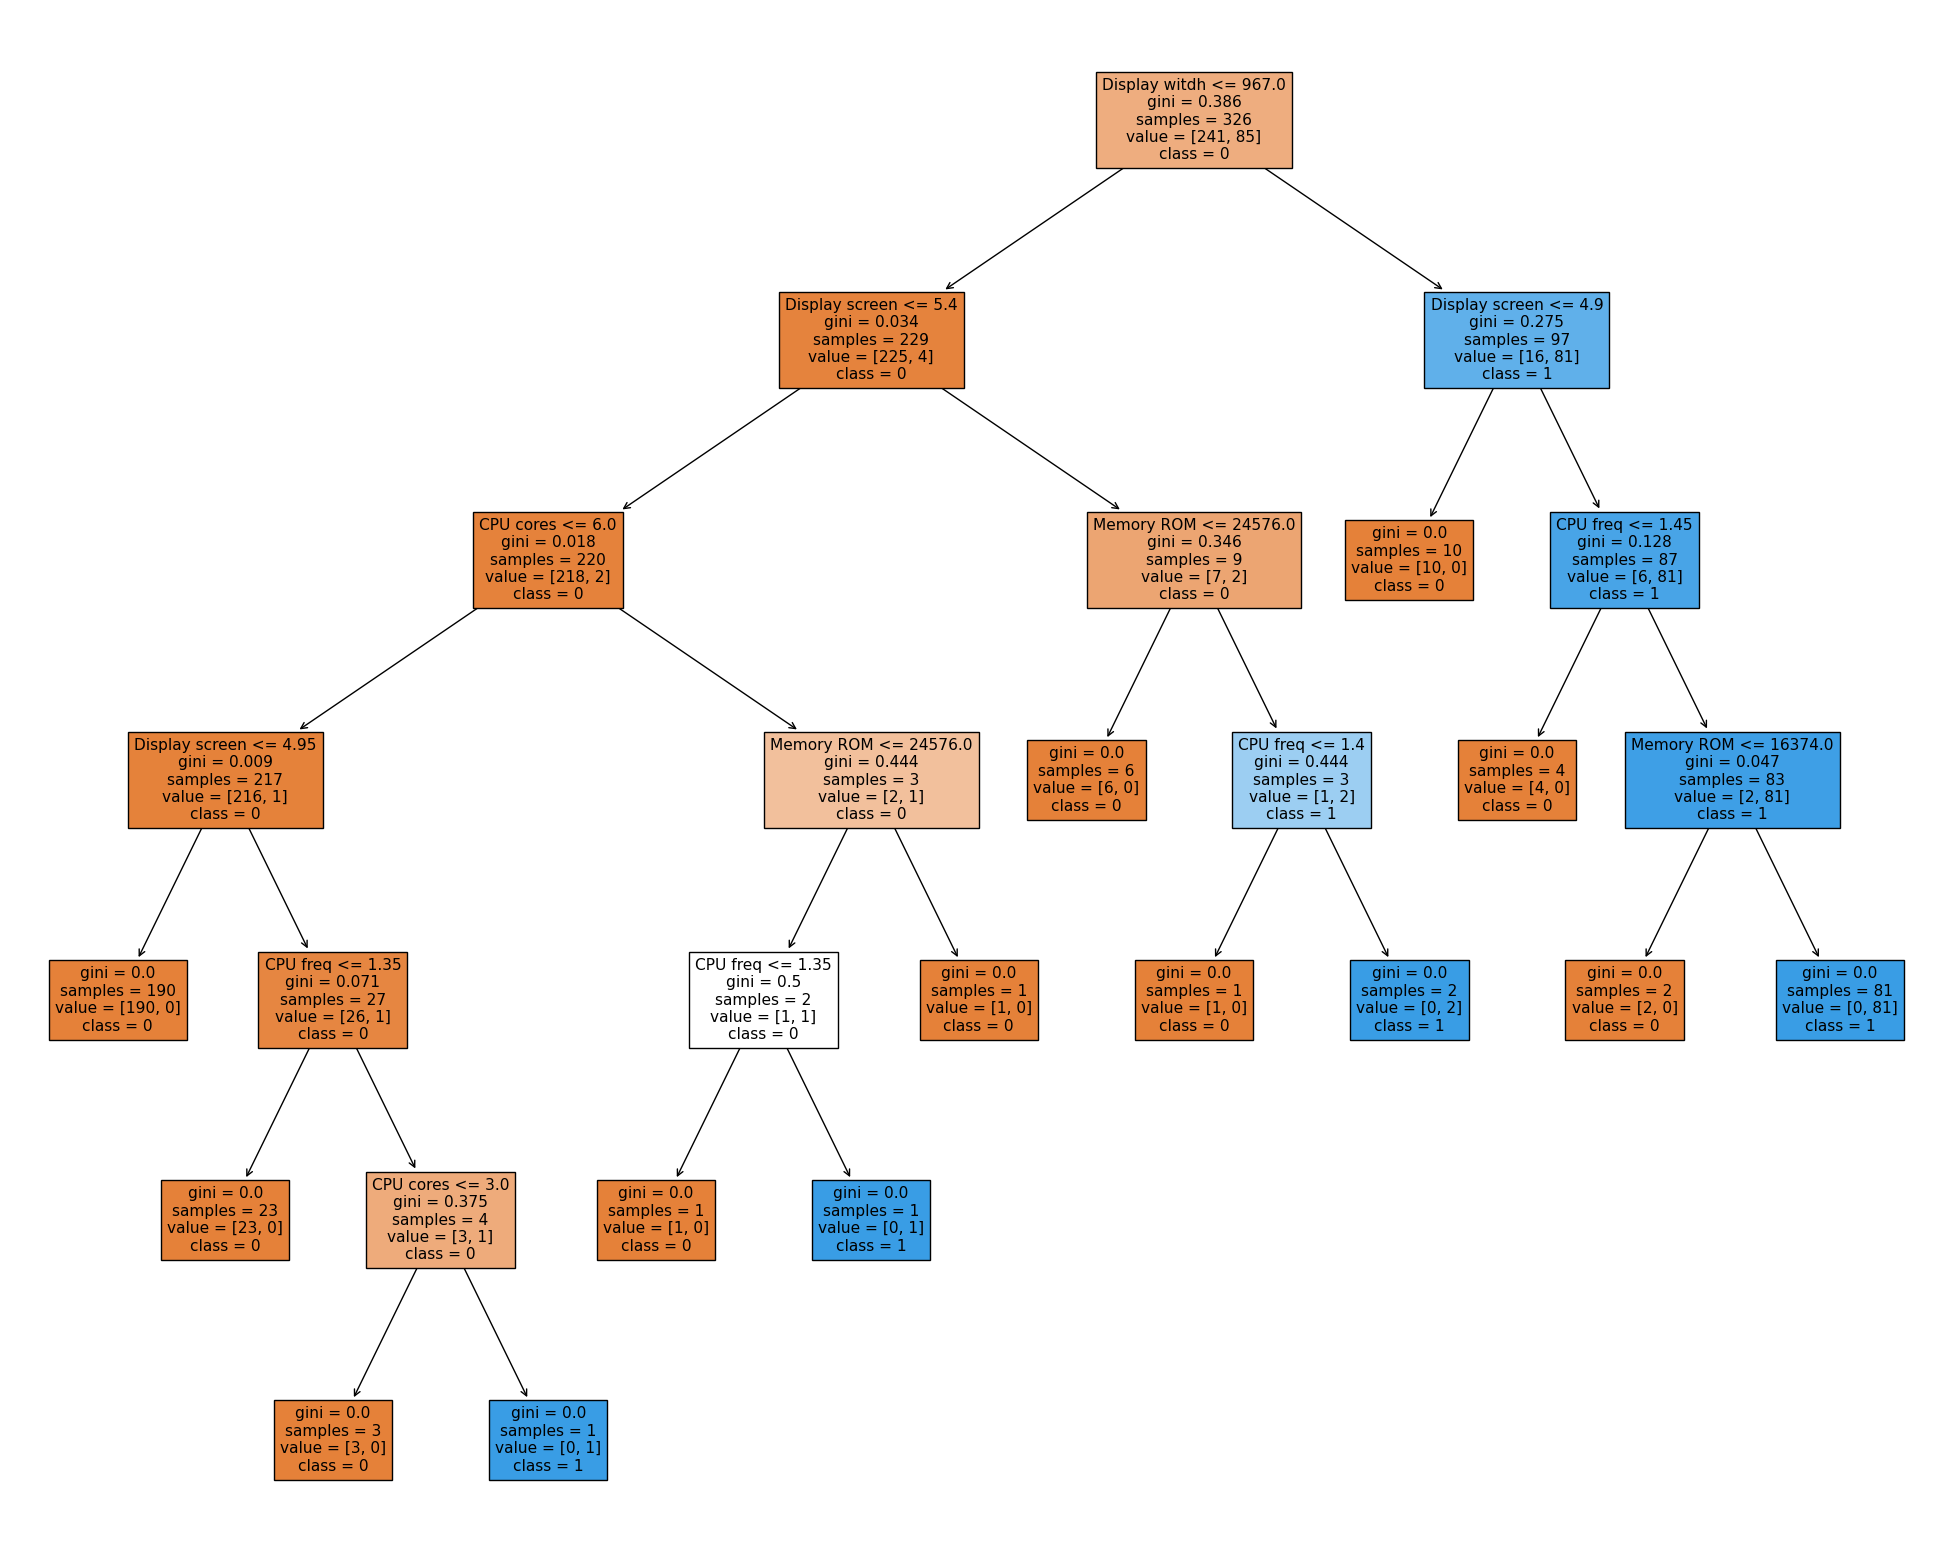 Display witdh <= 967.0
gini = 0.386
samples = 326
value = [241, 85]
class = 0
Display screen <= 5.4
gini = 0.034
samples = 229
value = [225, 4]
class = 0
Display screen <= 4.9
gini = 0.275
samples = 97
value = [16, 81]
class = 1
CPU cores <= 6.0
gini = 0.018
samples = 220
value = [218, 2]
class = 0
Memory ROM <= 24576.0
gini = 0.346
samples = 9
value = [7, 2]
class = 0
gini = 0.0
samples = 10
value = [10, 0]
class = 0
CPU freq <= 1.45
gini = 0.128
samples = 87
value = [6, 81]
class = 1
Display screen <= 4.95
gini = 0.009
samples = 217
value = [216, 1]
class = 0
Memory ROM <= 24576.0
gini = 0.444
samples = 3
value = [2, 1]
class = 0
gini = 0.0
samples = 6
value = [6, 0]
class = 0
CPU freq <= 1.4
gini = 0.444
samples = 3
value = [1, 2]
class = 1
gini = 0.0
samples = 4
value = [4, 0]
class = 0
Memory ROM <= 16374.0
gini = 0.047
samples = 83
value = [2, 81]
class = 1
gini = 0.0
samples = 190
value = [190, 0]
class = 0
CPU freq <= 1.35
gini = 0.071
samples = 27
value = [26, 1]
class = 0
CPU freq <= 1.35
gini = 0.5
samples = 2
value = [1, 1]
class = 0
gini = 0.0
samples = 1
value = [1, 0]
class = 0
gini = 0.0
samples = 1
value = [1, 0]
class = 0
gini = 0.0
samples = 2
value = [0, 2]
class = 1
gini = 0.0
samples = 2
value = [2, 0]
class = 0
gini = 0.0
samples = 81
value = [0, 81]
class = 1
gini = 0.0
samples = 23
value = [23, 0]
class = 0
CPU cores <= 3.0
gini = 0.375
samples = 4
value = [3, 1]
class = 0
gini = 0.0
samples = 1
value = [1, 0]
class = 0
gini = 0.0
samples = 1
value = [0, 1]
class = 1
gini = 0.0
samples = 3
value = [3, 0]
class = 0
gini = 0.0
samples = 1
value = [0, 1]
class = 1